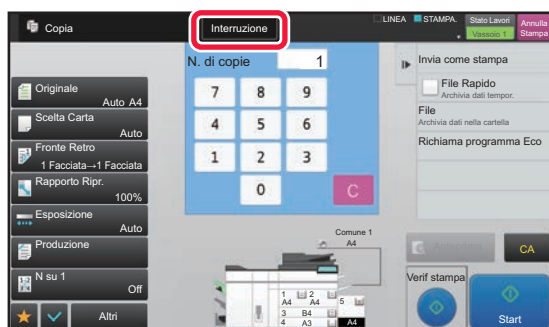 Copia
Interruzione
LINEA
STAMPA.
Stato Lavori
Vassoio 1
Annulla
Stampa
N. di copie
1
7 8 9
4 5 6
1 2 3
0 C
Originale
Auto A4
Scelta Carta
Auto
Fronte Retro
1 Facciata→1 Facciata
Rapporto Ripr.
100%
Esposizione
Auto
Produzione
N su 1
Off
Altri
Comune 1
A4
1 A4
2 A4
3 B4
4 A3
5
A4
Invia come stampa
File Rapido
Archivia dati tempor.
File
Archivia dati nella cartella
Richiama programma Eco
CA
Verif stampa
Start